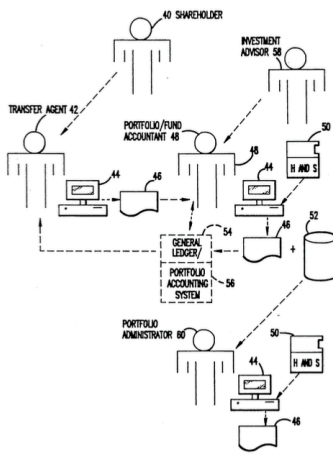 40 SHAREHOLDER
INVESTMENT
ADVISOR 58
TRANSFER AGENT 42
PORTFOLIO/FUND
ACCOUNTANT 48
48
50
44
46
44
H AND S
46
52
54
GENERAL
LEDGER/
+
PORTFOLIO
ACCOUNTING
SYSTEM
56
PORTFOLIO
ADMINISTRATOR 60
50
44
H AND S
46